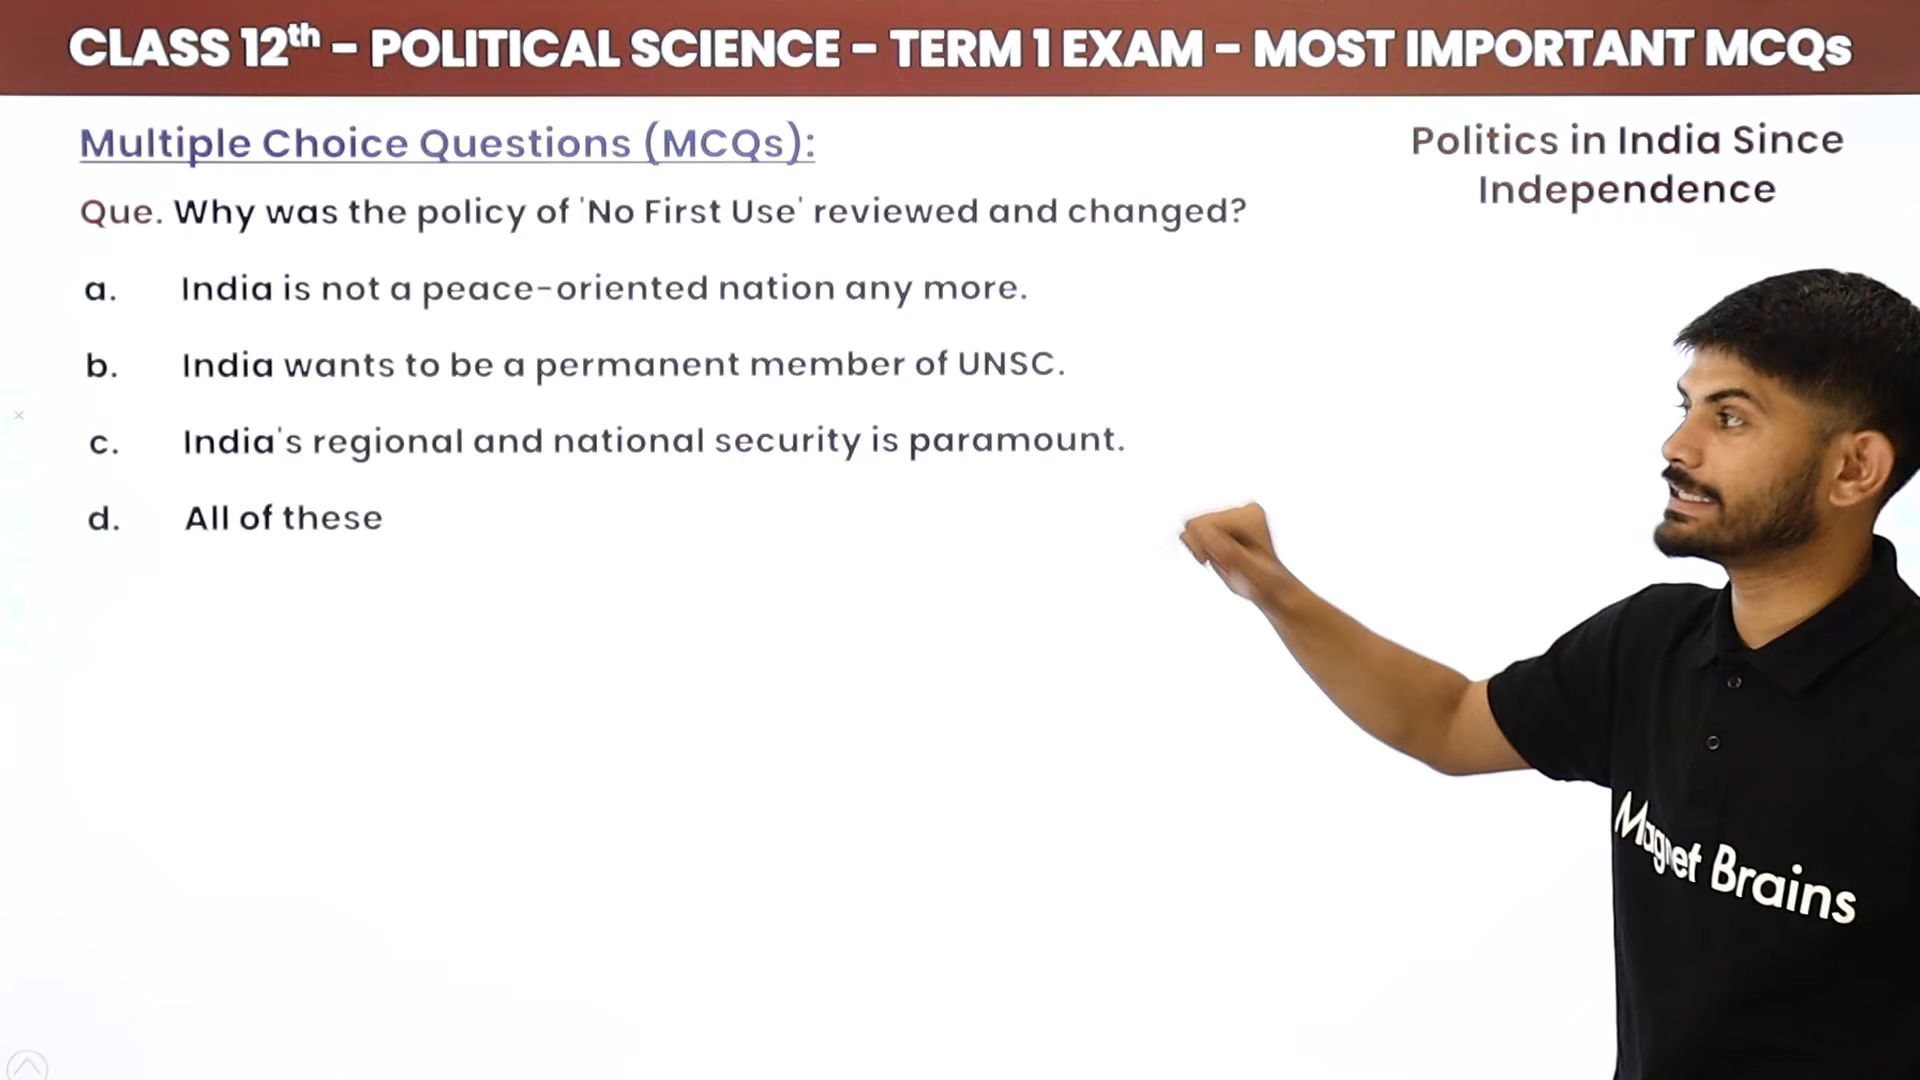 CLASS 12th – POLITICAL SCIENCE – TERM 1 EXAM – MOST IMPORTANT MCQs
Multiple Choice Questions (MCQs):
Politics in India Since
Independence
Que. Why was the policy of 'No First Use' reviewed and changed?
a. India is not a peace-oriented nation any more.
b. India wants to be a permanent member of UNSC.
c. India's regional and national security is paramount.
d. All of these
Magnet Brains